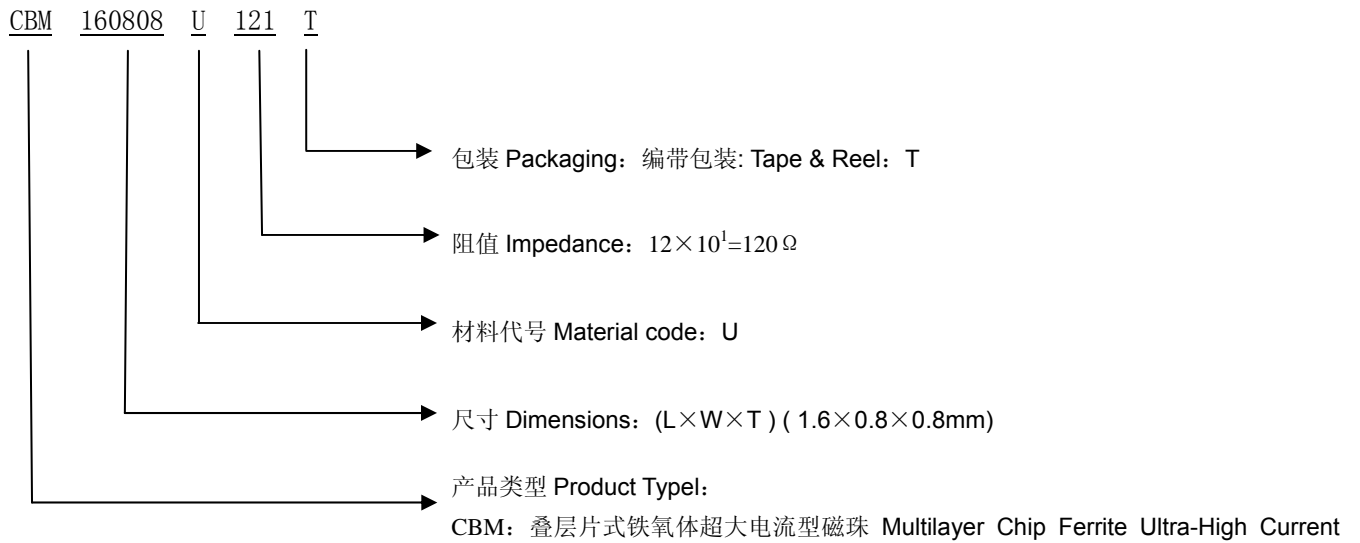 CBM 160808 U 121 T
包装 Packaging：编带包装: Tape & Reel：T
阻值 Impedance：12×10¹=120Ω
材料代号 Material code：U
尺寸 Dimensions：(L×W×T ) ( 1.6×0.8×0.8mm)
产品类型 Product Typel：
CBM：叠层片式铁氧体超大电流型磁珠 Multilayer Chip Ferrite Ultra-High Current